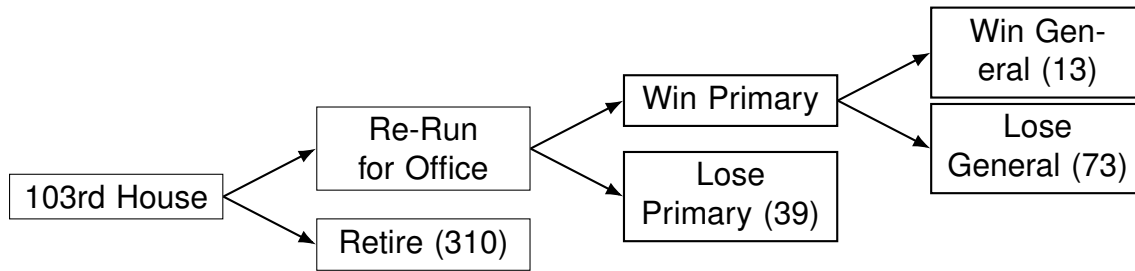 103rd House
Re-Run
for Office
Retire (310)
Win Primary
Lose
Primary (39)
Win Gen-
eral (13)
Lose
General (73)